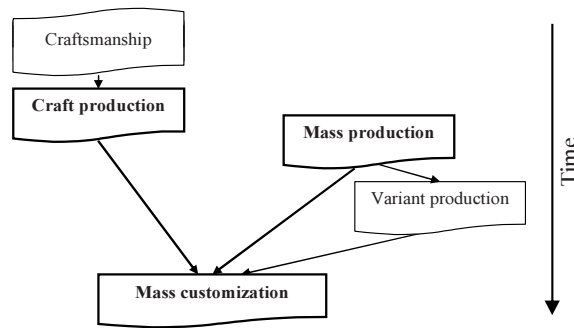 Craftsmanship
Craft production
Mass production
Variant production
Mass customization
Time